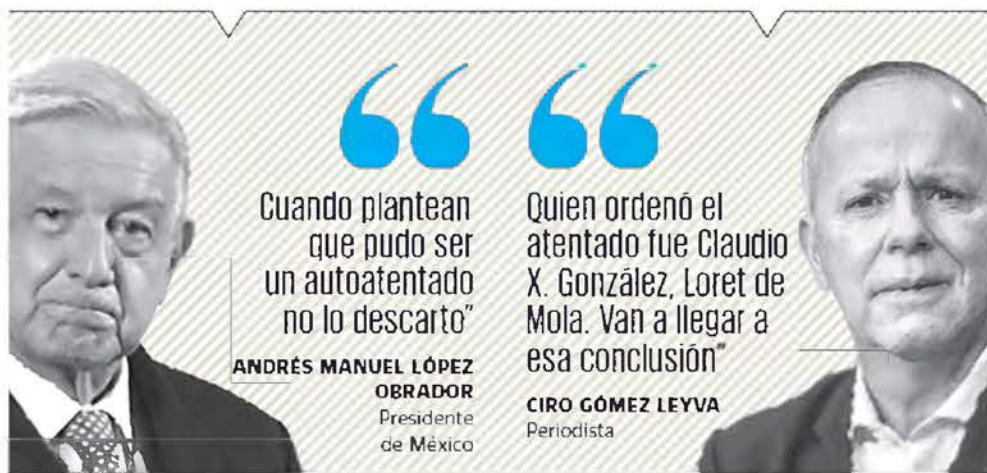 Cuando plantean
que pudo ser
un autoatentado
no lo descarto”
ANDRÉS MANUEL LÓPEZ
OBRADOR
Presidente
de México
Quien ordenó el
atentado fue Claudio
X. González, Loret de
Mola. Van a llegar a
esa conclusión”
CIRO GÓMEZ LEYVA
Periodista